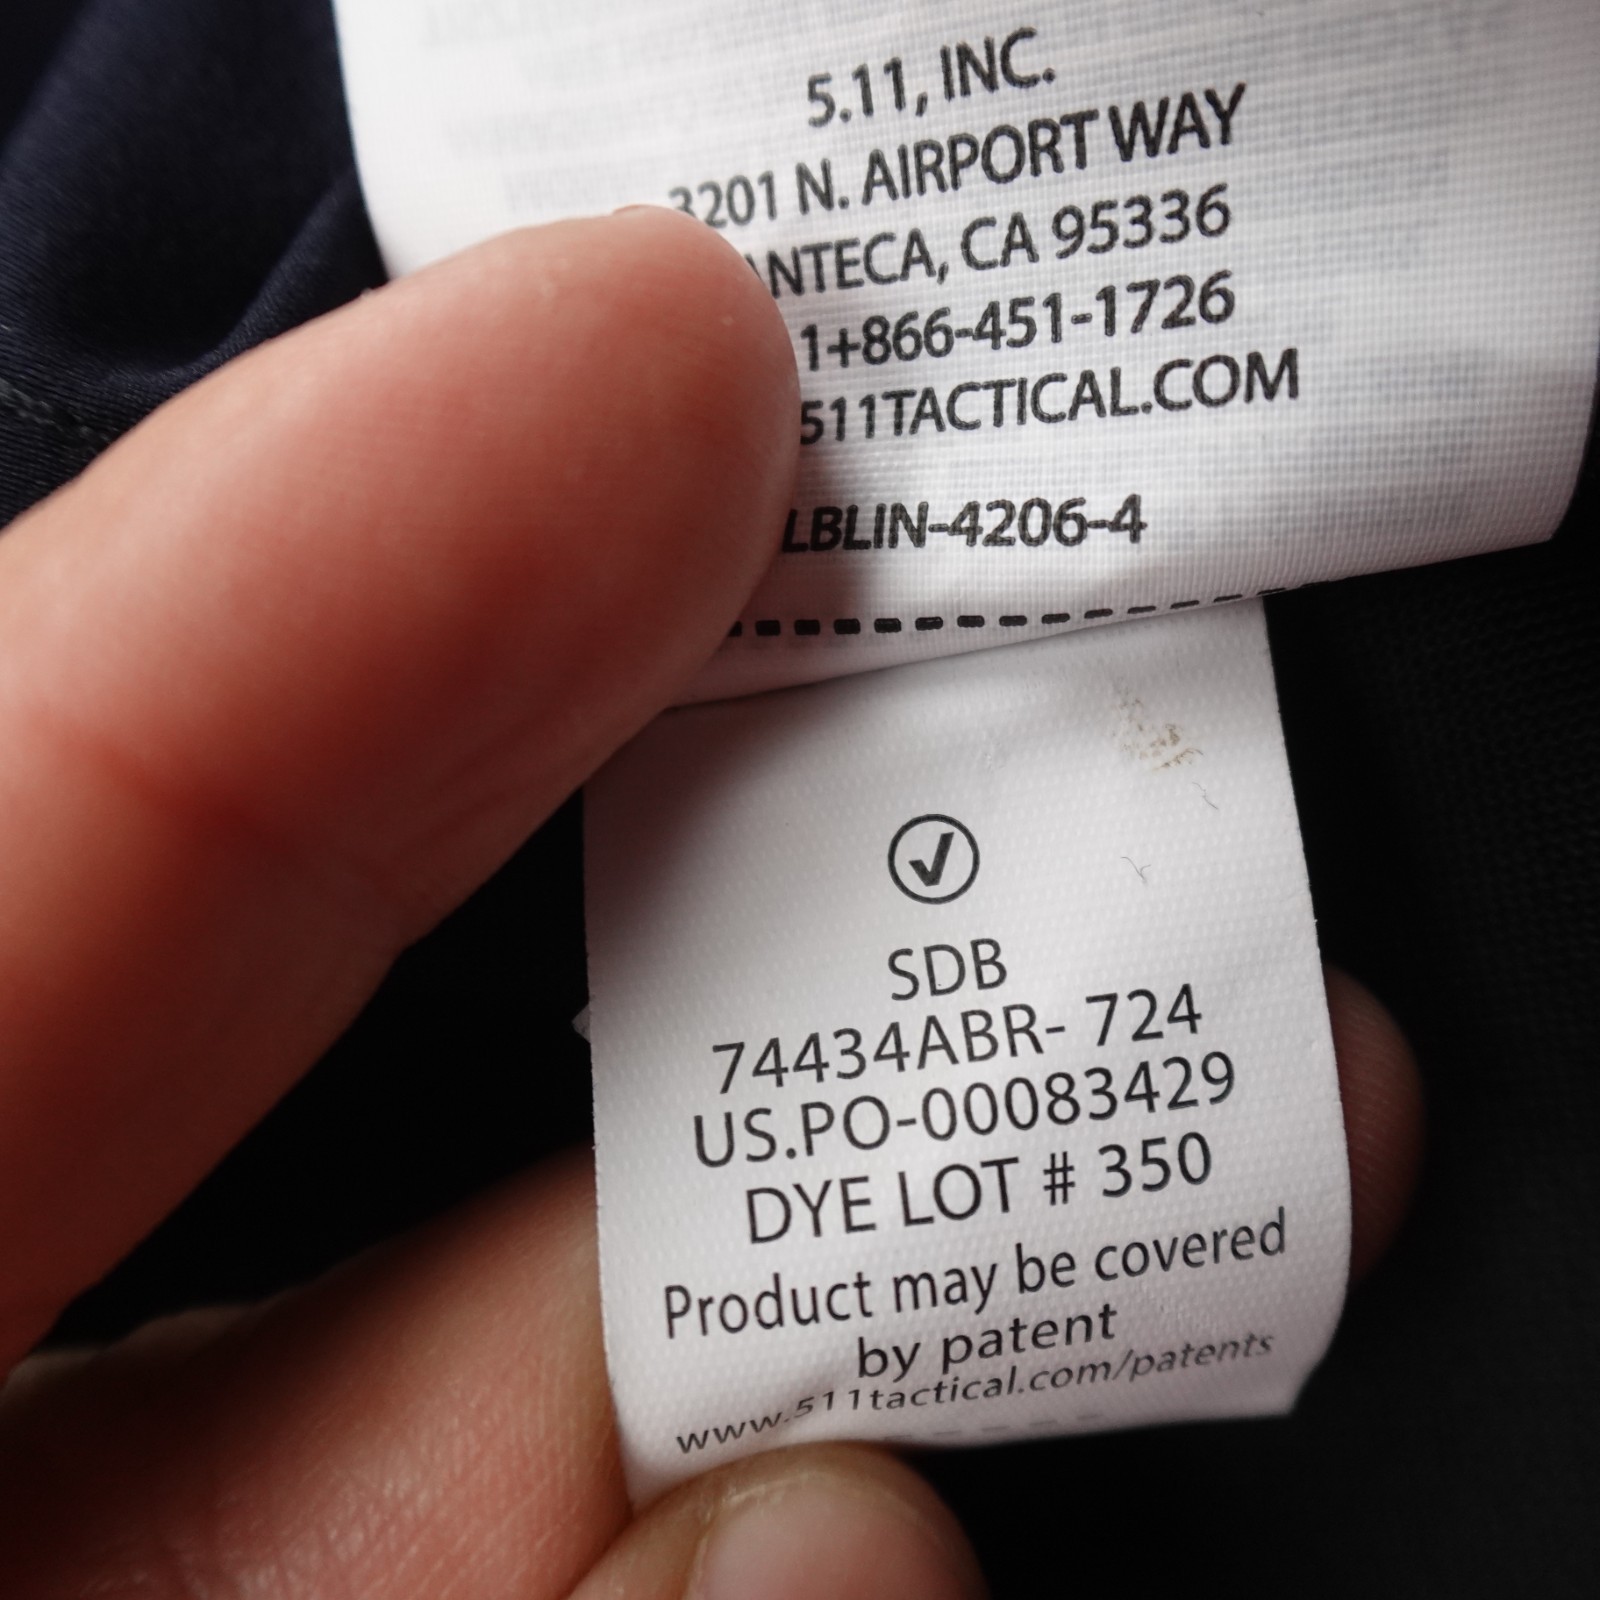 5.11, INC.
3201 N. AIRPORT WAY
ANTECA, CA 95336
1+866-451-1726
511TACTICAL.COM
LBLIN-4206-4
SDB
74434ABR- 724
US.PO-00083429
DYE LOT # 350
Product may be covered
by patent
www.511tactical.com/patents